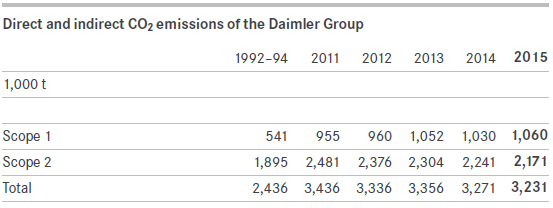 Direct and indirect CO₂ emissions of the Daimler Group
1992–94 2011 2012 2013 2014 2015
1,000 t
Scope 1 541 955 960 1,052 1,030 1,060
Scope 2 1,895 2,481 2,376 2,304 2,241 2,171
Total 2,436 3,436 3,336 3,356 3,271 3,231